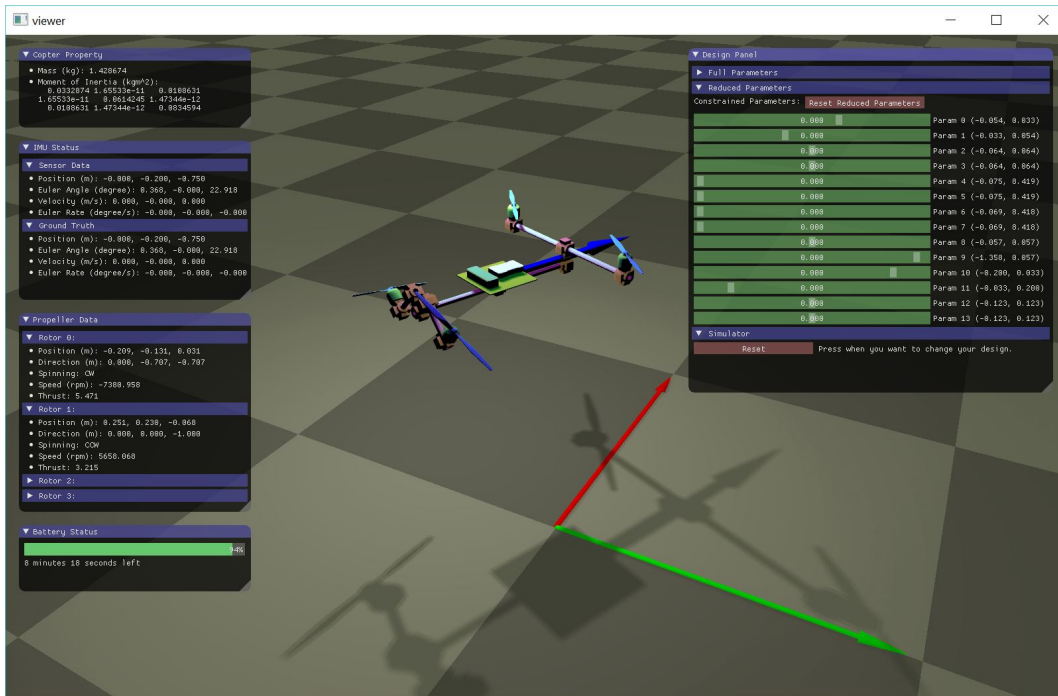 viewer
▼ Copter Property
• Mass (kg): 1.428674
• Moment of Inertia (kgm^2):
0.0332874 1.65533e-11 0.0108631
1.65533e-11 0.0614245 1.47344e-12
0.0108631 1.47344e-12 0.0834594
▼ IMU Status
▼ Sensor Data
• Position (m): -0.000, -0.200, -0.750
• Euler Angle (degree): 0.368, -0.000, 22.918
• Velocity (m/s): 0.000, -0.000, 0.000
• Euler Rate (degree/s): -0.000, -0.000, -0.000
▼ Ground Truth
• Position (m): -0.000, -0.200, -0.750
• Euler Angle (degree): 0.368, -0.000, 22.918
• Velocity (m/s): 0.000, -0.000, 0.000
• Euler Rate (degree/s): -0.000, -0.000, -0.000
▼ Propeller Data
▼ Rotor 0:
• Position (m): -0.209, -0.131, 0.031
• Direction (m): 0.000, -0.707, -0.707
• Spinning: CW
• Speed (rpm): -7380.958
• Thrust: 5.471
▼ Rotor 1:
• Position (m): 0.251, 0.230, -0.068
• Direction (m): 0.000, 0.000, -1.000
• Spinning: CCW
• Speed (rpm): 5658.068
• Thrust: 3.215
▶ Rotor 2:
▶ Rotor 3:
▼ Battery Status
94%
8 minutes 18 seconds left
▼ Design Panel
▶ Full Parameters
▼ Reduced Parameters
Constrained Parameters: Reset Reduced Parameters
0.000 Param 0 (-0.054, 0.033)
0.000 Param 1 (-0.033, 0.054)
0.000 Param 2 (-0.064, 0.064)
0.000 Param 3 (-0.064, 0.064)
0.000 Param 4 (-0.075, 8.419)
0.000 Param 5 (-0.075, 8.419)
0.000 Param 6 (-0.069, 8.418)
0.000 Param 7 (-0.069, 8.418)
0.000 Param 8 (-0.057, 0.057)
0.000 Param 9 (-1.358, 0.057)
0.000 Param 10 (-0.200, 0.033)
0.000 Param 11 (-0.033, 0.200)
0.000 Param 12 (-0.123, 0.123)
0.000 Param 13 (-0.123, 0.123)
▼ Simulator
Reset Press when you want to change your design.